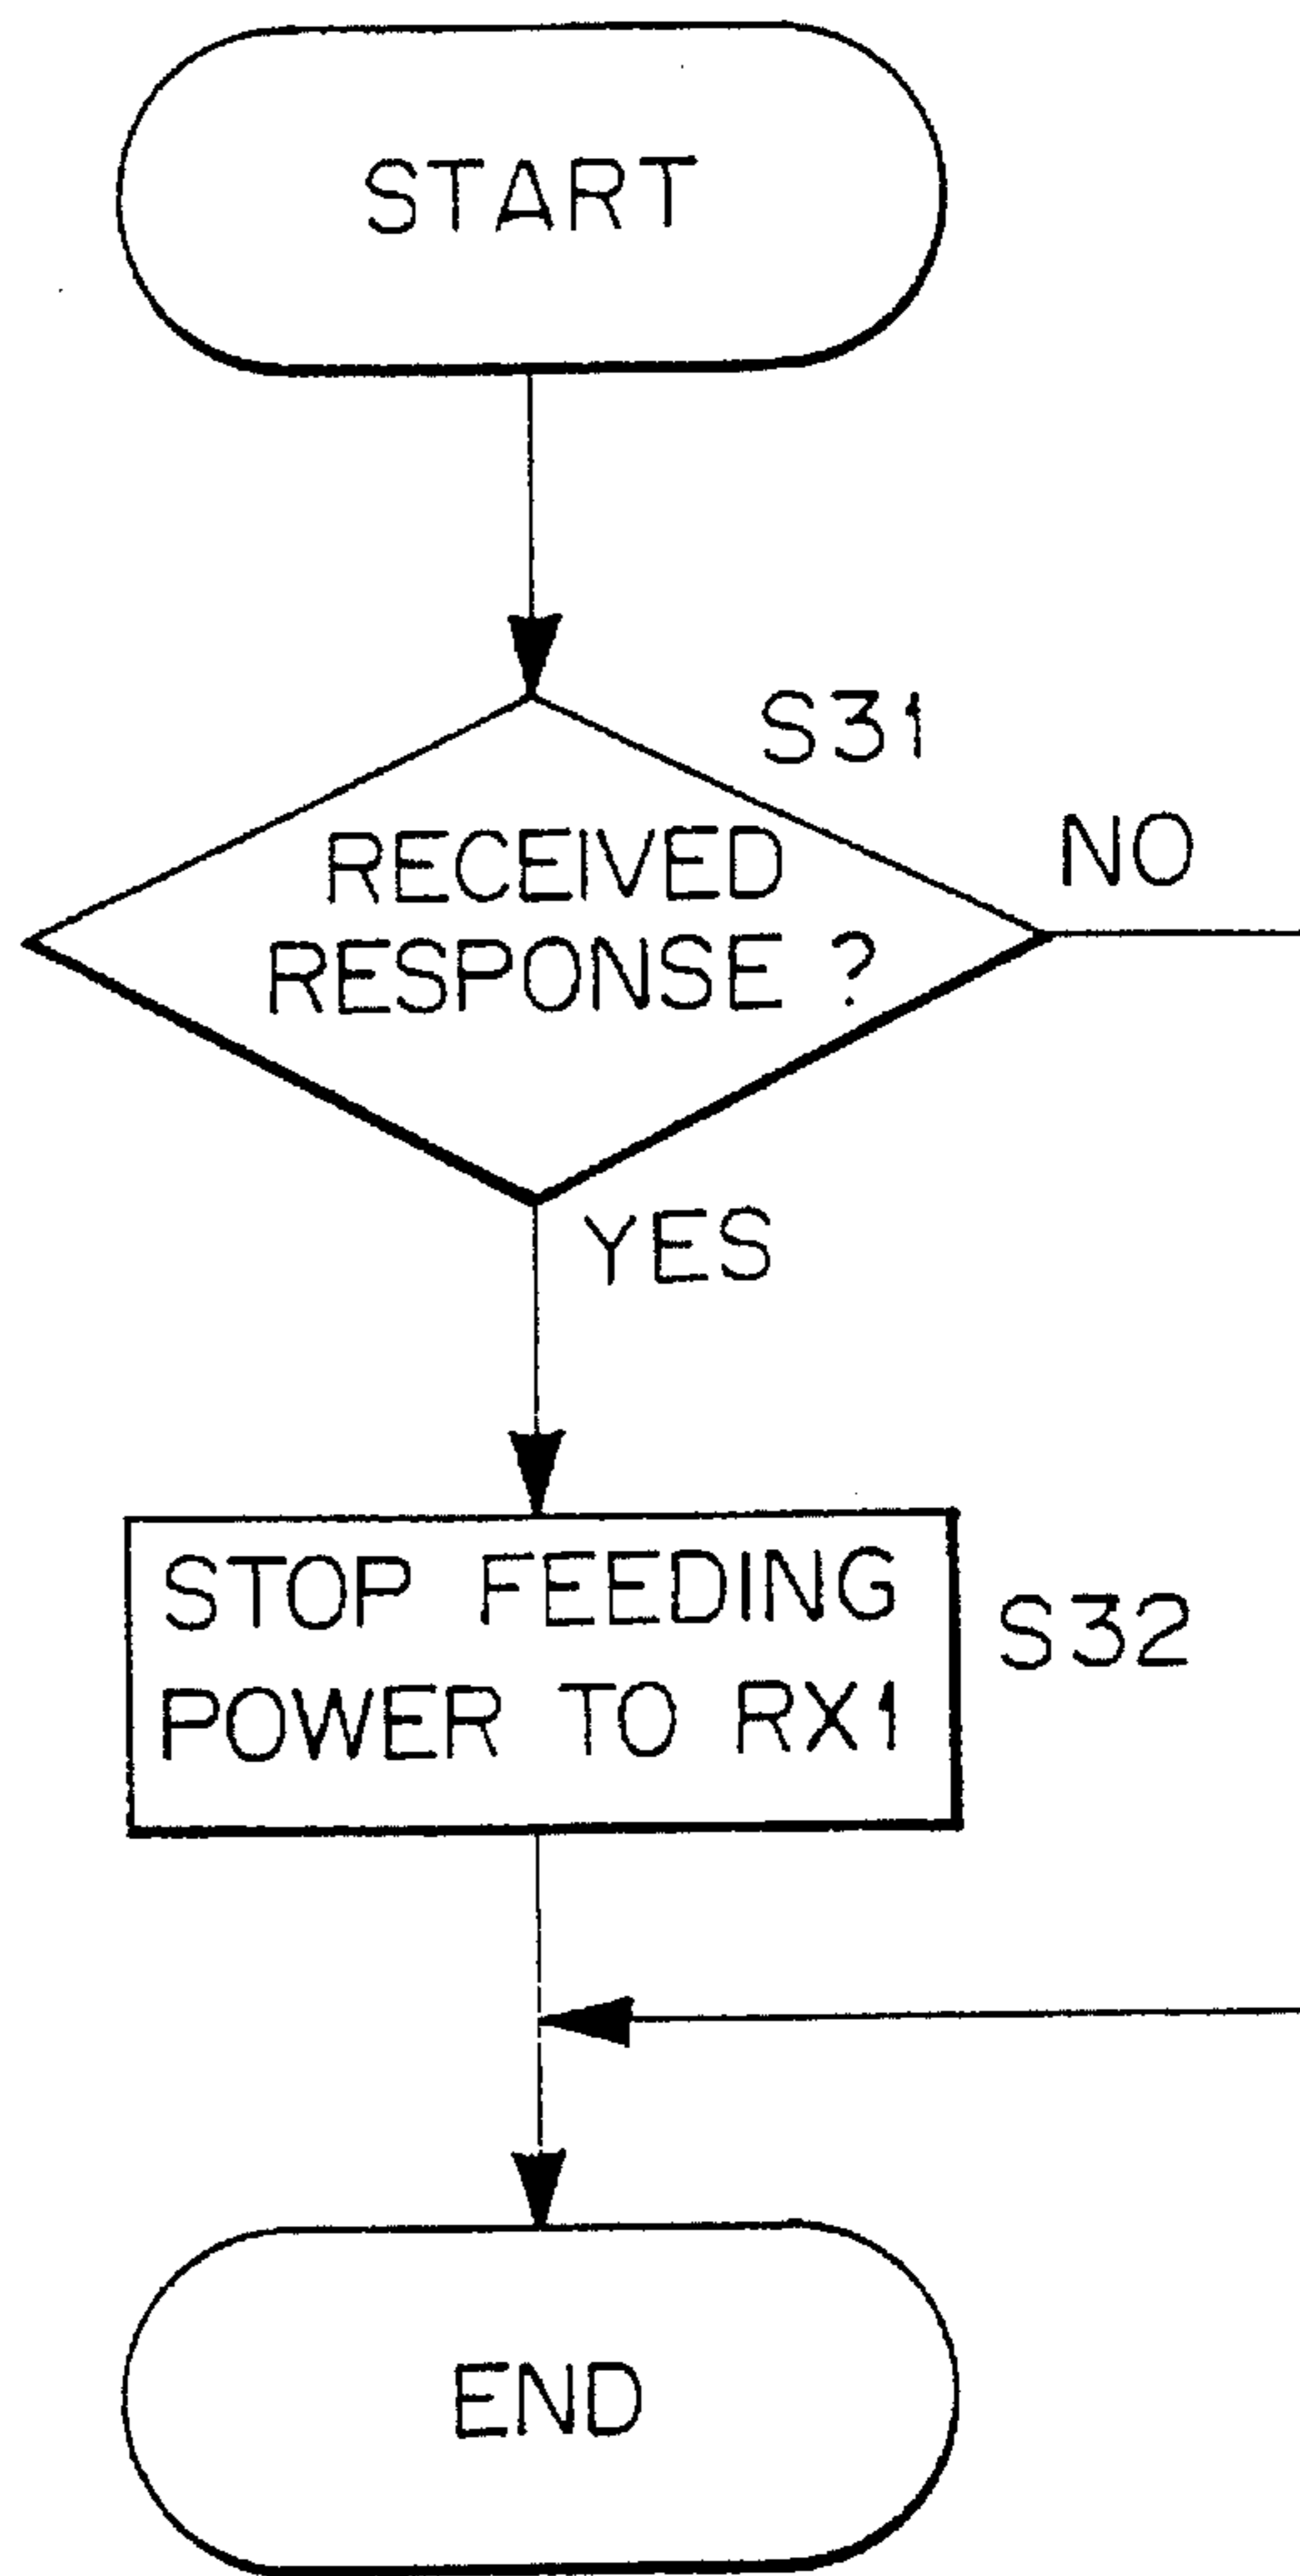 START
S31
NO
RECEIVED
RESPONSE ?
YES
STOP FEEDING
POWER TO RX1
S32
END